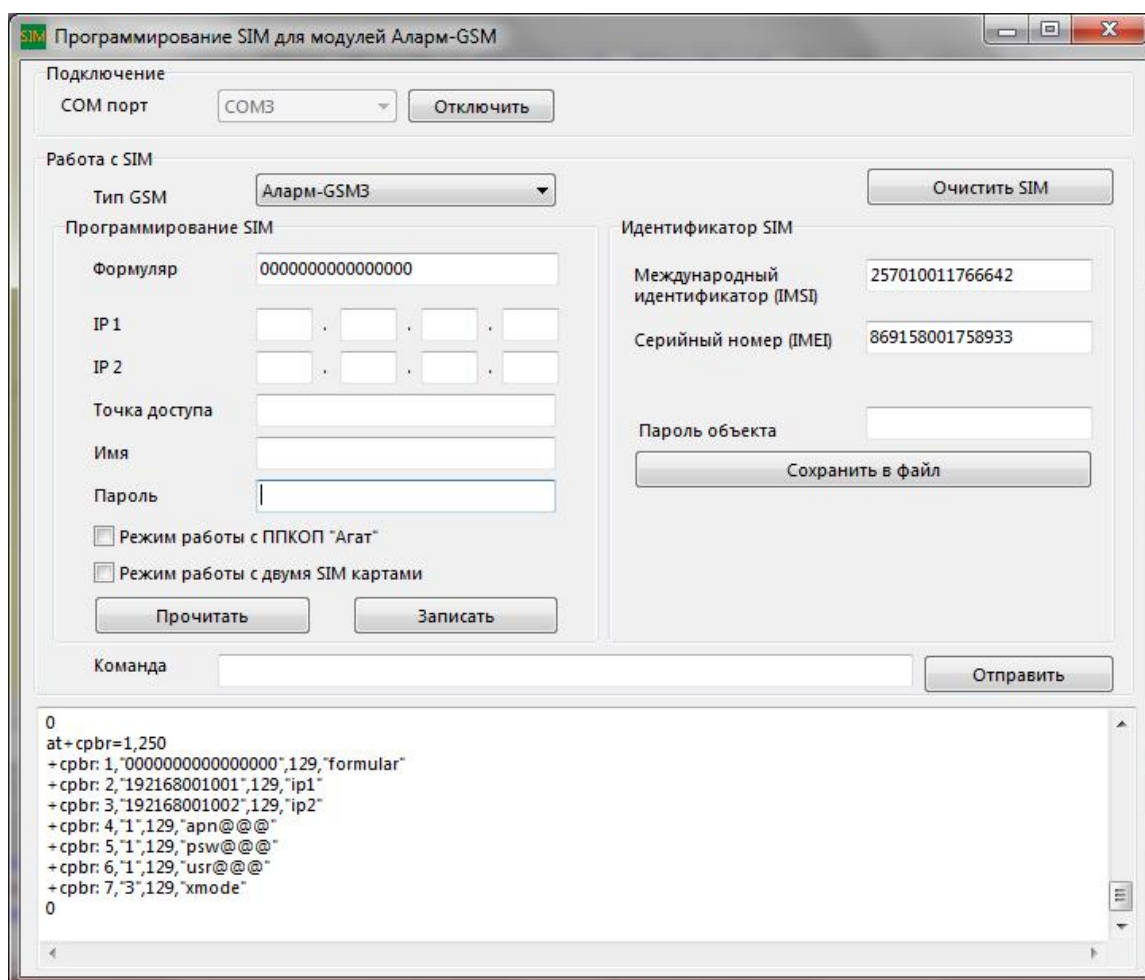 SIM Программирование SIM для модулей Аларм-GSM
Подключение
COM порт COM3 Отключить
Работа с SIM
Тип GSM Аларм-GSM3 Очистить SIM
Программирование SIM
Формуляр 0000000000000000
IP 1 . . .
IP 2 . . .
Точка доступа
Имя
Пароль
Режим работы с ППКОП "Агат"
Режим работы с двумя SIM картами
Прочитать Записать
Идентификатор SIM
Международный
идентификатор (IMSI) 257010011766642
Серийный номер (IMEI) 869158001758933
Пароль объекта
Сохранить в файл
Команда Отправить
0
at+cpbr=1,250
+cpbr: 1,"0000000000000000",129,"formular"
+cpbr: 2,"192168001001",129,"ip1"
+cpbr: 3,"192168001002",129,"ip2"
+cpbr: 4,"1",129,"apn@@@"
+cpbr: 5,"1",129,"psw@@@"
+cpbr: 6,"1",129,"usr@@@"
+cpbr: 7,"3",129,"xmode"
0